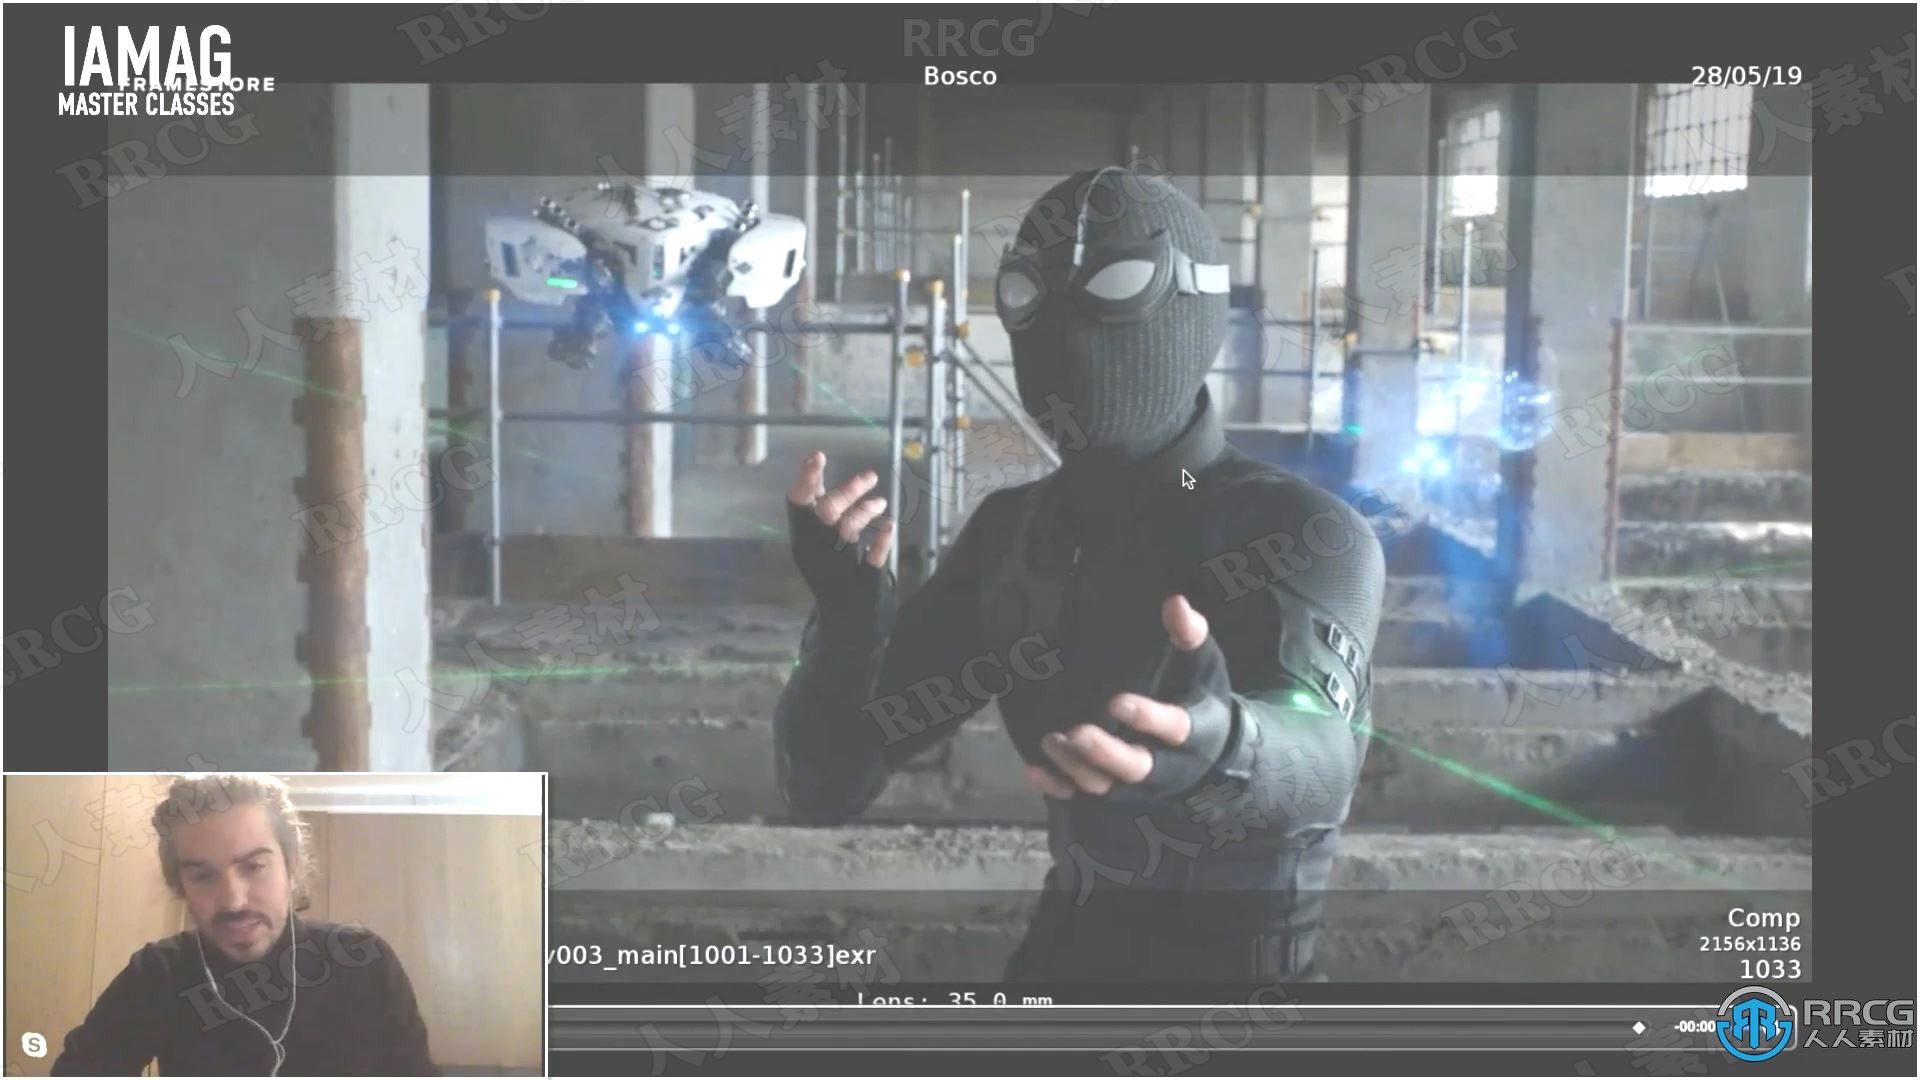 IAMAG
FRAMESTORE
MASTER CLASSES
RRCG
Bosco
28/05/19
v003_main[1001-1033]exr
Comp
2156x1136
1033
Lens: 35.0 mm
-00:00
S
RRCG
人人素材